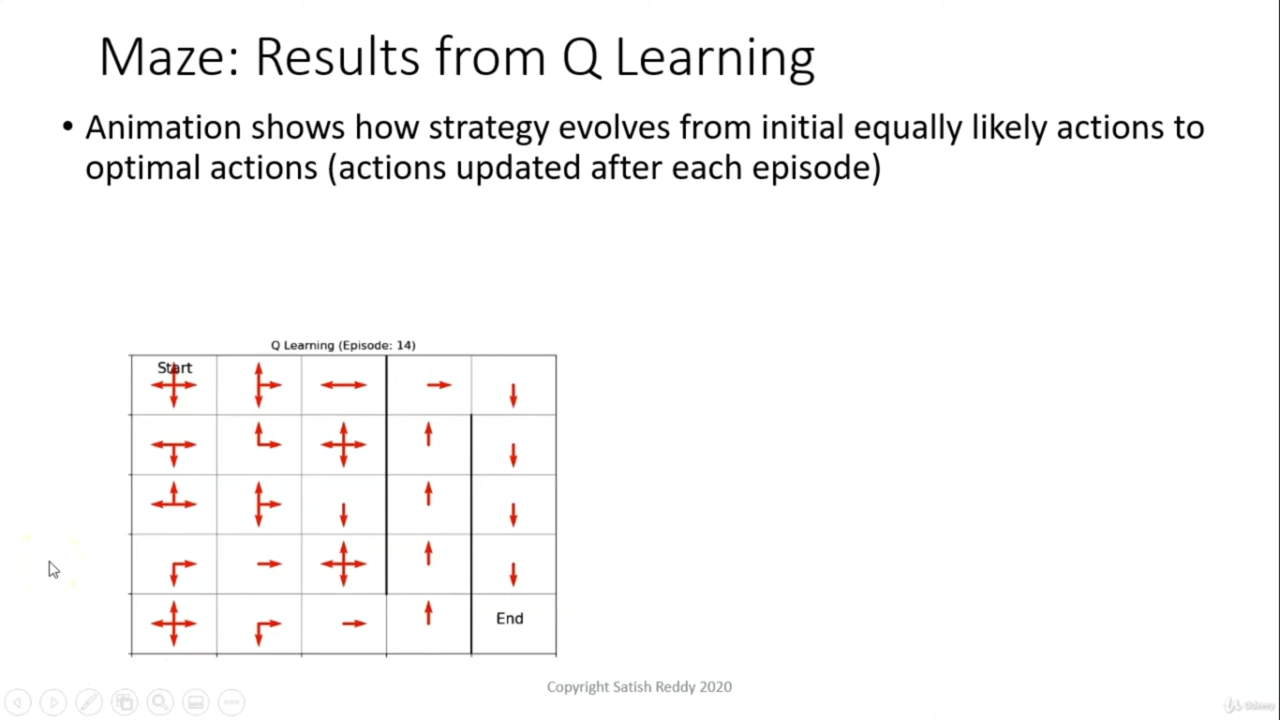 Maze: Results from Q Learning
• Animation shows how strategy evolves from initial equally likely actions to
optimal actions (actions updated after each episode)
Q Learning (Episode: 14)
Start
End
Copyright Satish Reddy 2020
Udemy